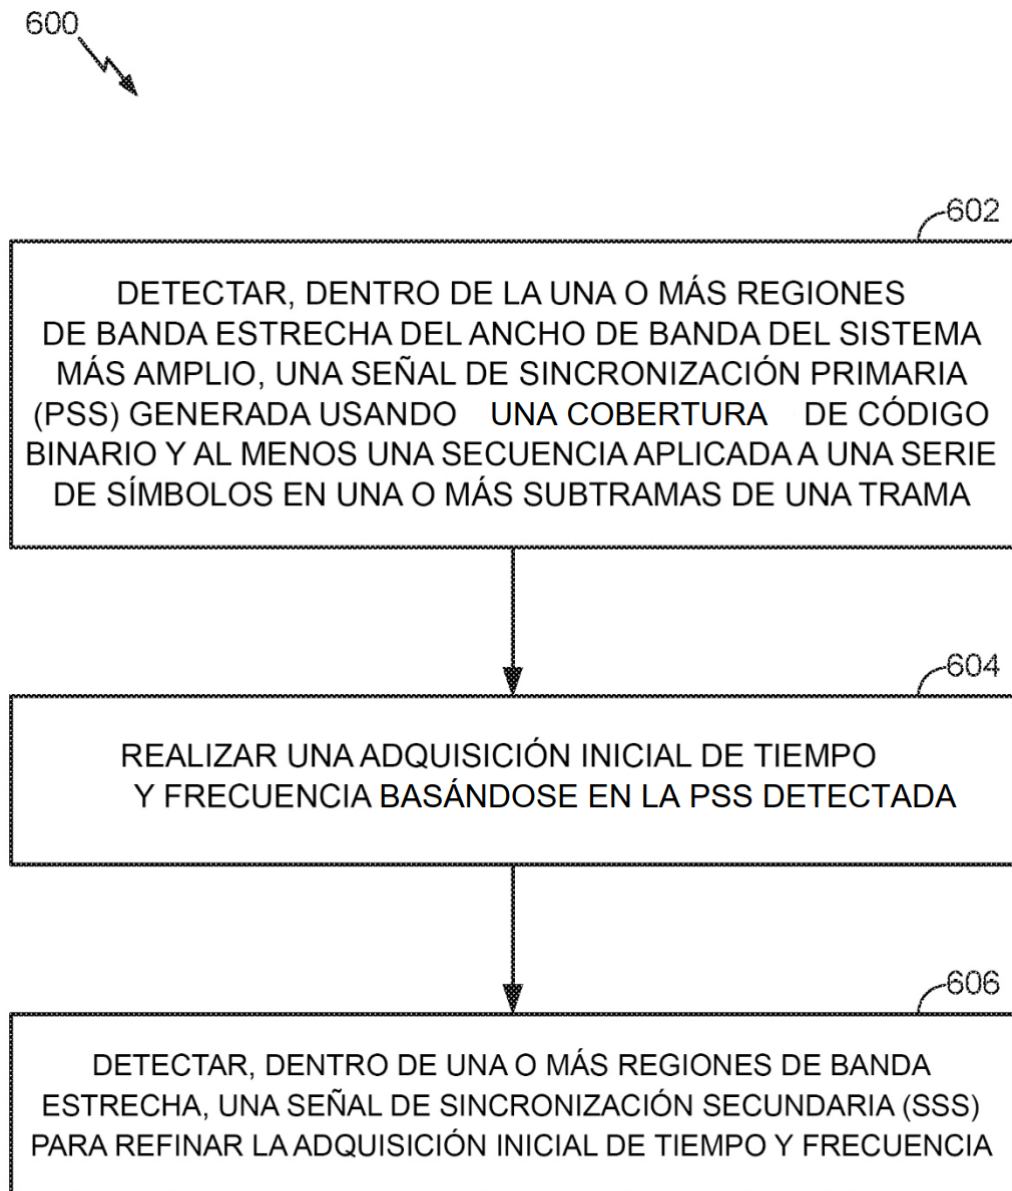 600
602
DETECTAR, DENTRO DE LA UNA O MÁS REGIONES
DE BANDA ESTRECHA DEL ANCHO DE BANDA DEL SISTEMA
MÁS AMPLIO, UNA SEÑAL DE SINCRONIZACIÓN PRIMARIA
(PSS) GENERADA USANDO UNA COBERTURA DE CÓDIGO
BINARIO Y AL MENOS UNA SECUENCIA APLICADA A UNA SERIE
DE SÍMBOLOS EN UNA O MÁS SUBTRAMAS DE UNA TRAMA
604
REALIZAR UNA ADQUISICIÓN INICIAL DE TIEMPO
Y FRECUENCIA BASÁNDOSE EN LA PSS DETECTADA
606
DETECTAR, DENTRO DE UNA O MÁS REGIONES DE BANDA
ESTRECHA, UNA SEÑAL DE SINCRONIZACIÓN SECUNDARIA (SSS)
PARA REFINAR LA ADQUISICIÓN INICIAL DE TIEMPO Y FRECUENCIA